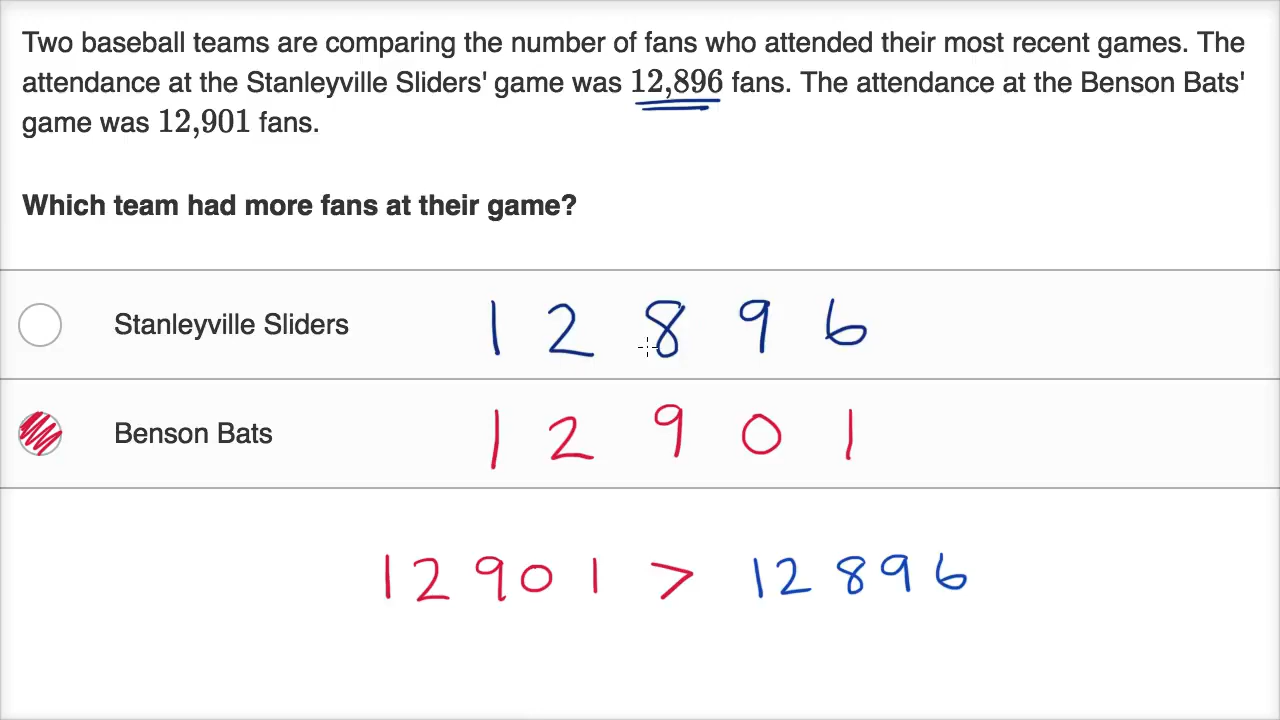 Two baseball teams are comparing the number of fans who attended their most recent games. The
attendance at the Stanleyville Sliders' game was 12,896 fans. The attendance at the Benson Bats'
game was 12,901 fans.
Which team had more fans at their game?
Stanleyville Sliders 1 2 8 9 6
Benson Bats 1 2 9 0 1
1 2 9 0 1 > 1 2 8 9 6